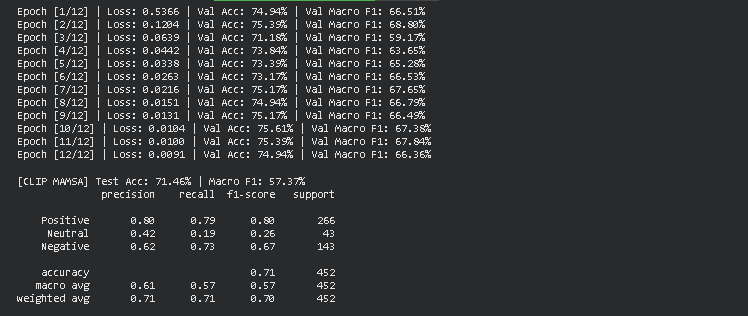 Epoch [1/12] | Loss: 0.5366 | Val Acc: 74.94% | Val Macro F1: 66.51%
Epoch [2/12] | Loss: 0.1204 | Val Acc: 75.39% | Val Macro F1: 68.80%
Epoch [3/12] | Loss: 0.0639 | Val Acc: 71.18% | Val Macro F1: 59.17%
Epoch [4/12] | Loss: 0.0442 | Val Acc: 73.84% | Val Macro F1: 63.65%
Epoch [5/12] | Loss: 0.0338 | Val Acc: 73.39% | Val Macro F1: 65.28%
Epoch [6/12] | Loss: 0.0263 | Val Acc: 73.17% | Val Macro F1: 66.53%
Epoch [7/12] | Loss: 0.0216 | Val Acc: 75.17% | Val Macro F1: 67.65%
Epoch [8/12] | Loss: 0.0151 | Val Acc: 74.94% | Val Macro F1: 66.79%
Epoch [9/12] | Loss: 0.0131 | Val Acc: 75.17% | Val Macro F1: 66.49%
Epoch [10/12] | Loss: 0.0104 | Val Acc: 75.61% | Val Macro F1: 67.38%
Epoch [11/12] | Loss: 0.0100 | Val Acc: 75.39% | Val Macro F1: 67.84%
Epoch [12/12] | Loss: 0.0091 | Val Acc: 74.94% | Val Macro F1: 66.36%
[CLIP MAMSA] Test Acc: 71.46% | Macro F1: 57.37%
precision recall f1-score support
Positive 0.80 0.79 0.80 266
Neutral 0.42 0.19 0.26 43
Negative 0.62 0.73 0.67 143
accuracy 0.71 452
macro avg 0.61 0.57 0.57 452
weighted avg 0.71 0.71 0.70 452